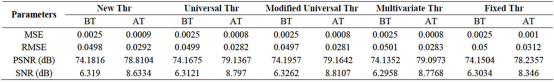 Parameters New Thr Universal Thr Modified Universal Thr Multivariate Thr Fixed Thr
BT AT BT AT BT AT BT AT BT AT
MSE 0.0025 0.0009 0.0025 0.0008 0.0025 0.0008 0.0025 0.0008 0.0025 0.001
RMSE 0.0498 0.0292 0.0499 0.0282 0.0497 0.0281 0.0501 0.0283 0.05 0.0312
PSNR (dB) 74.1816 78.8104 74.1675 79.1367 74.1957 79.1642 74.1352 79.0973 74.1504 78.2357
SNR (dB) 6.319 8.6334 6.3121 8.797 6.3262 8.8107 6.2958 8.7768 6.3034 8.346